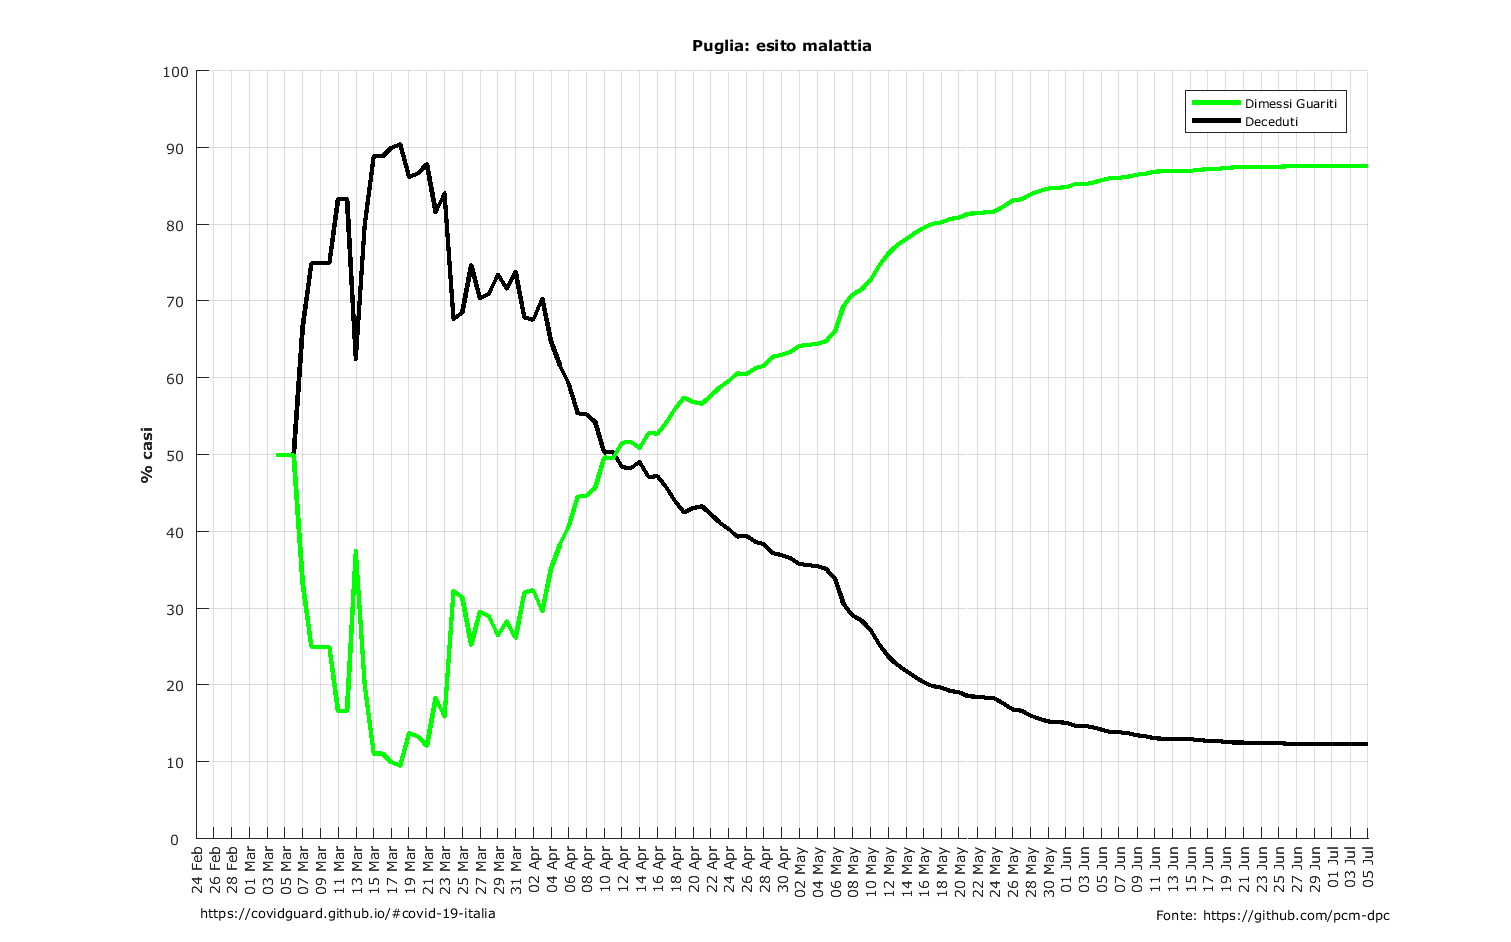 Puglia: esito malattia
100
90
80
70
60
50
40
30
20
10
0
% casi
Dimessi Guariti
Deceduti
24 Feb
26 Feb
28 Feb
01 Mar
03 Mar
05 Mar
07 Mar
09 Mar
11 Mar
13 Mar
15 Mar
17 Mar
19 Mar
21 Mar
23 Mar
25 Mar
27 Mar
29 Mar
31 Mar
02 Apr
04 Apr
06 Apr
08 Apr
10 Apr
12 Apr
14 Apr
16 Apr
18 Apr
20 Apr
22 Apr
24 Apr
26 Apr
28 Apr
30 Apr
02 May
04 May
06 May
08 May
10 May
12 May
14 May
16 May
18 May
20 May
22 May
24 May
26 May
28 May
30 May
01 Jun
03 Jun
05 Jun
07 Jun
09 Jun
11 Jun
13 Jun
15 Jun
17 Jun
19 Jun
21 Jun
23 Jun
25 Jun
27 Jun
29 Jun
01 Jul
03 Jul
05 Jul
https://covidguard.github.io/#covid-19-italia
Fonte: https://github.com/pcm-dpc